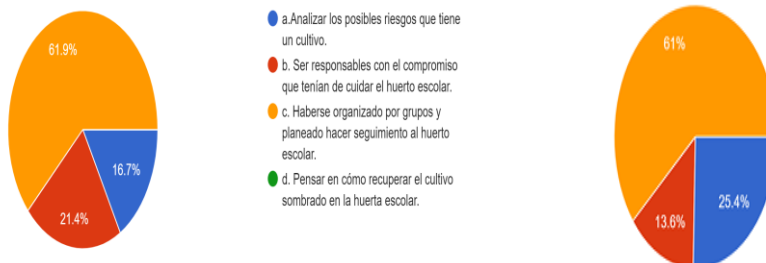 61.9%
16.7%
21.4%
a.Analizar los posibles riesgos que tiene
un cultivo.
b. Ser responsables con el compromiso
que tenían de cuidar el huerto escolar.
c. Haberse organizado por grupos y
planeado hacer seguimiento al huerto
escolar.
d. Pensar en cómo recuperar el cultivo
sombrado en la huerta escolar.
61%
25.4%
13.6%